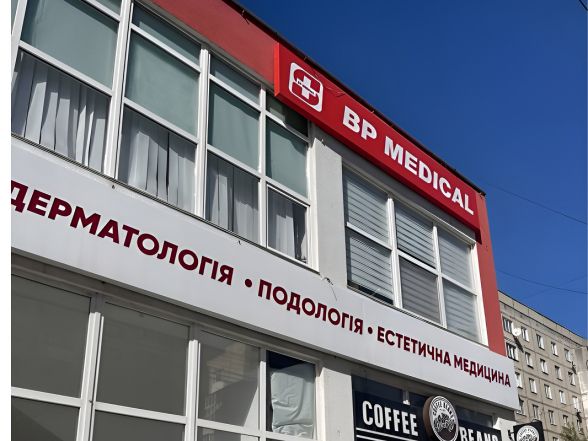 BP MEDICAL
ДЕРМАТОЛОГІЯ • ПОДОЛОГІЯ • ЕСТЕТИЧНА МЕДИЦИНА
COFFEE BEANS